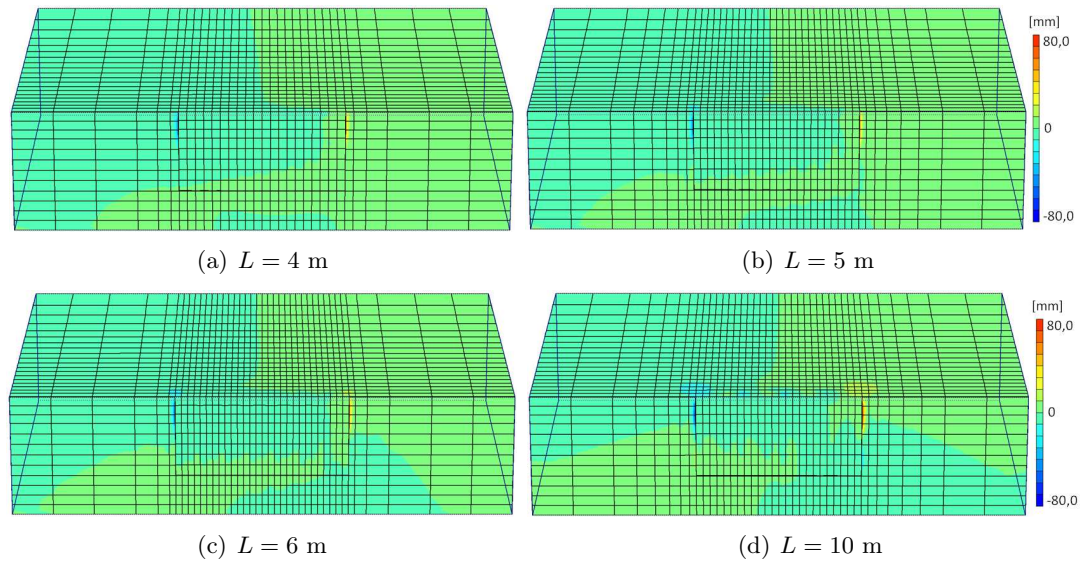 [mm]
80,0
0
-80,0
(a) L = 4 m
(b) L = 5 m
[mm]
80,0
0
-80,0
(c) L = 6 m
(d) L = 10 m